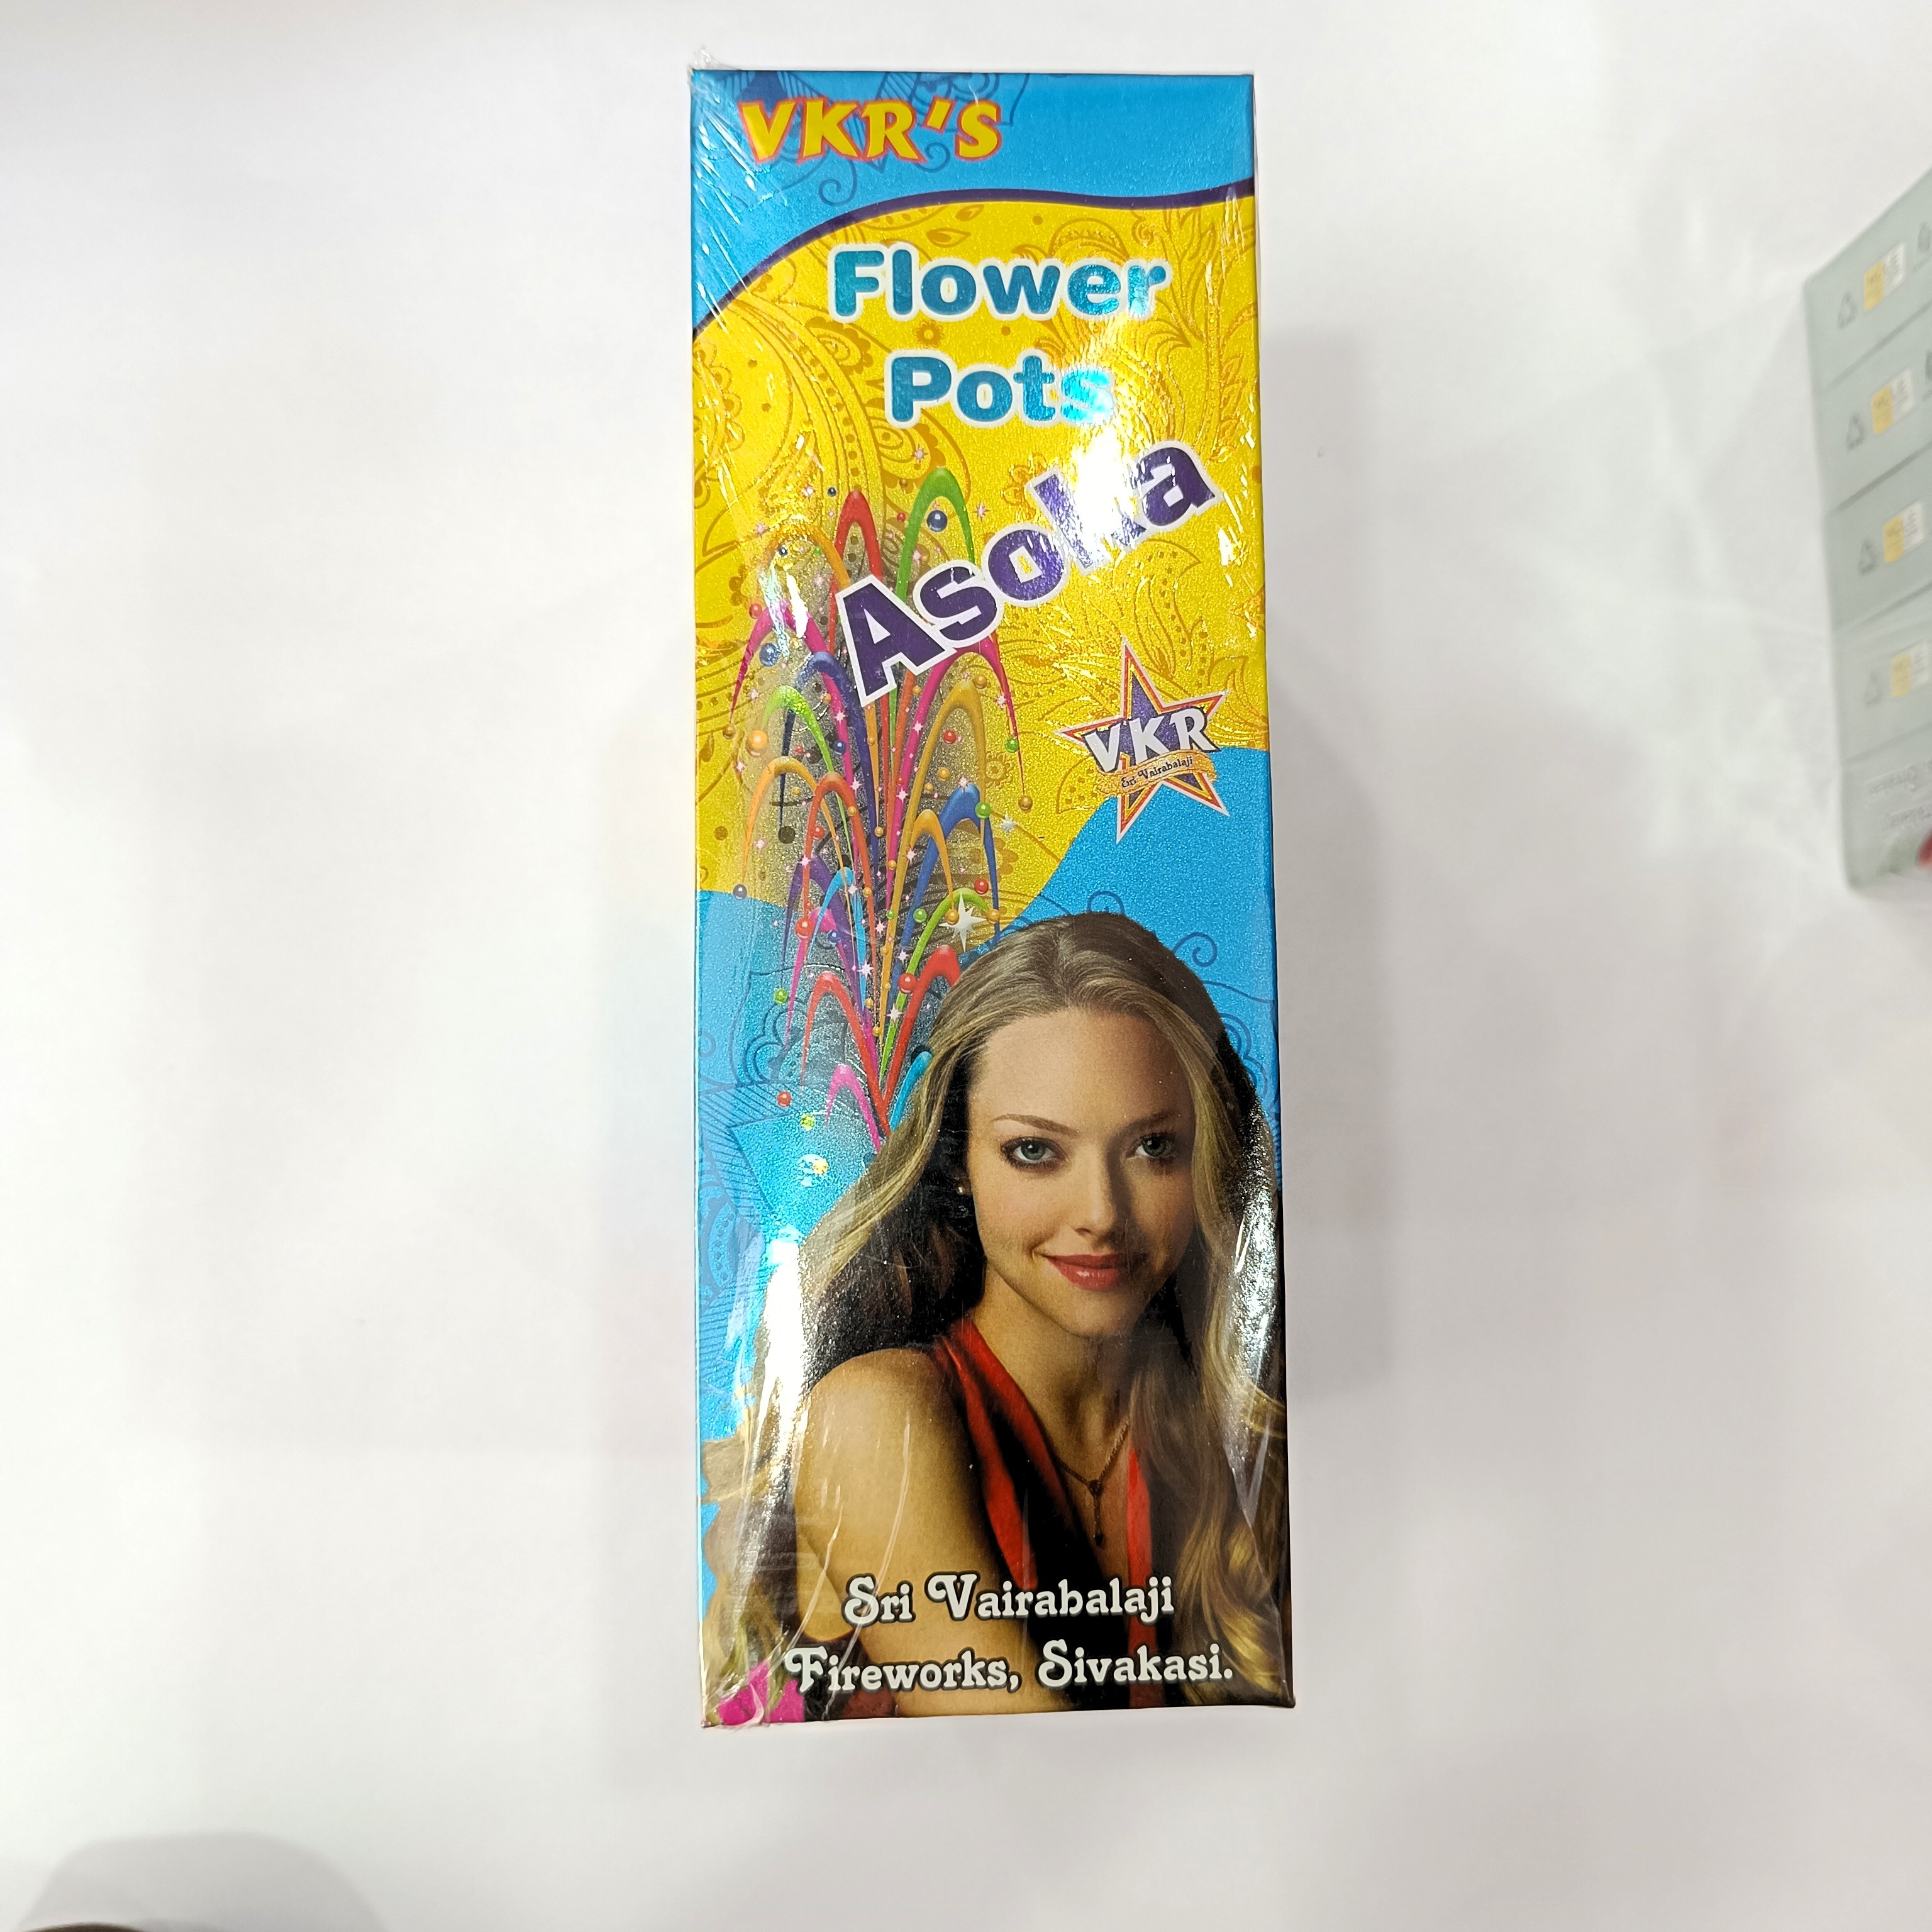 VKR'S
Flower
Pots
Asoka
VKR
Sri Vairabalaji
Sri Vairabalaji
Fireworks, Sivakasi.